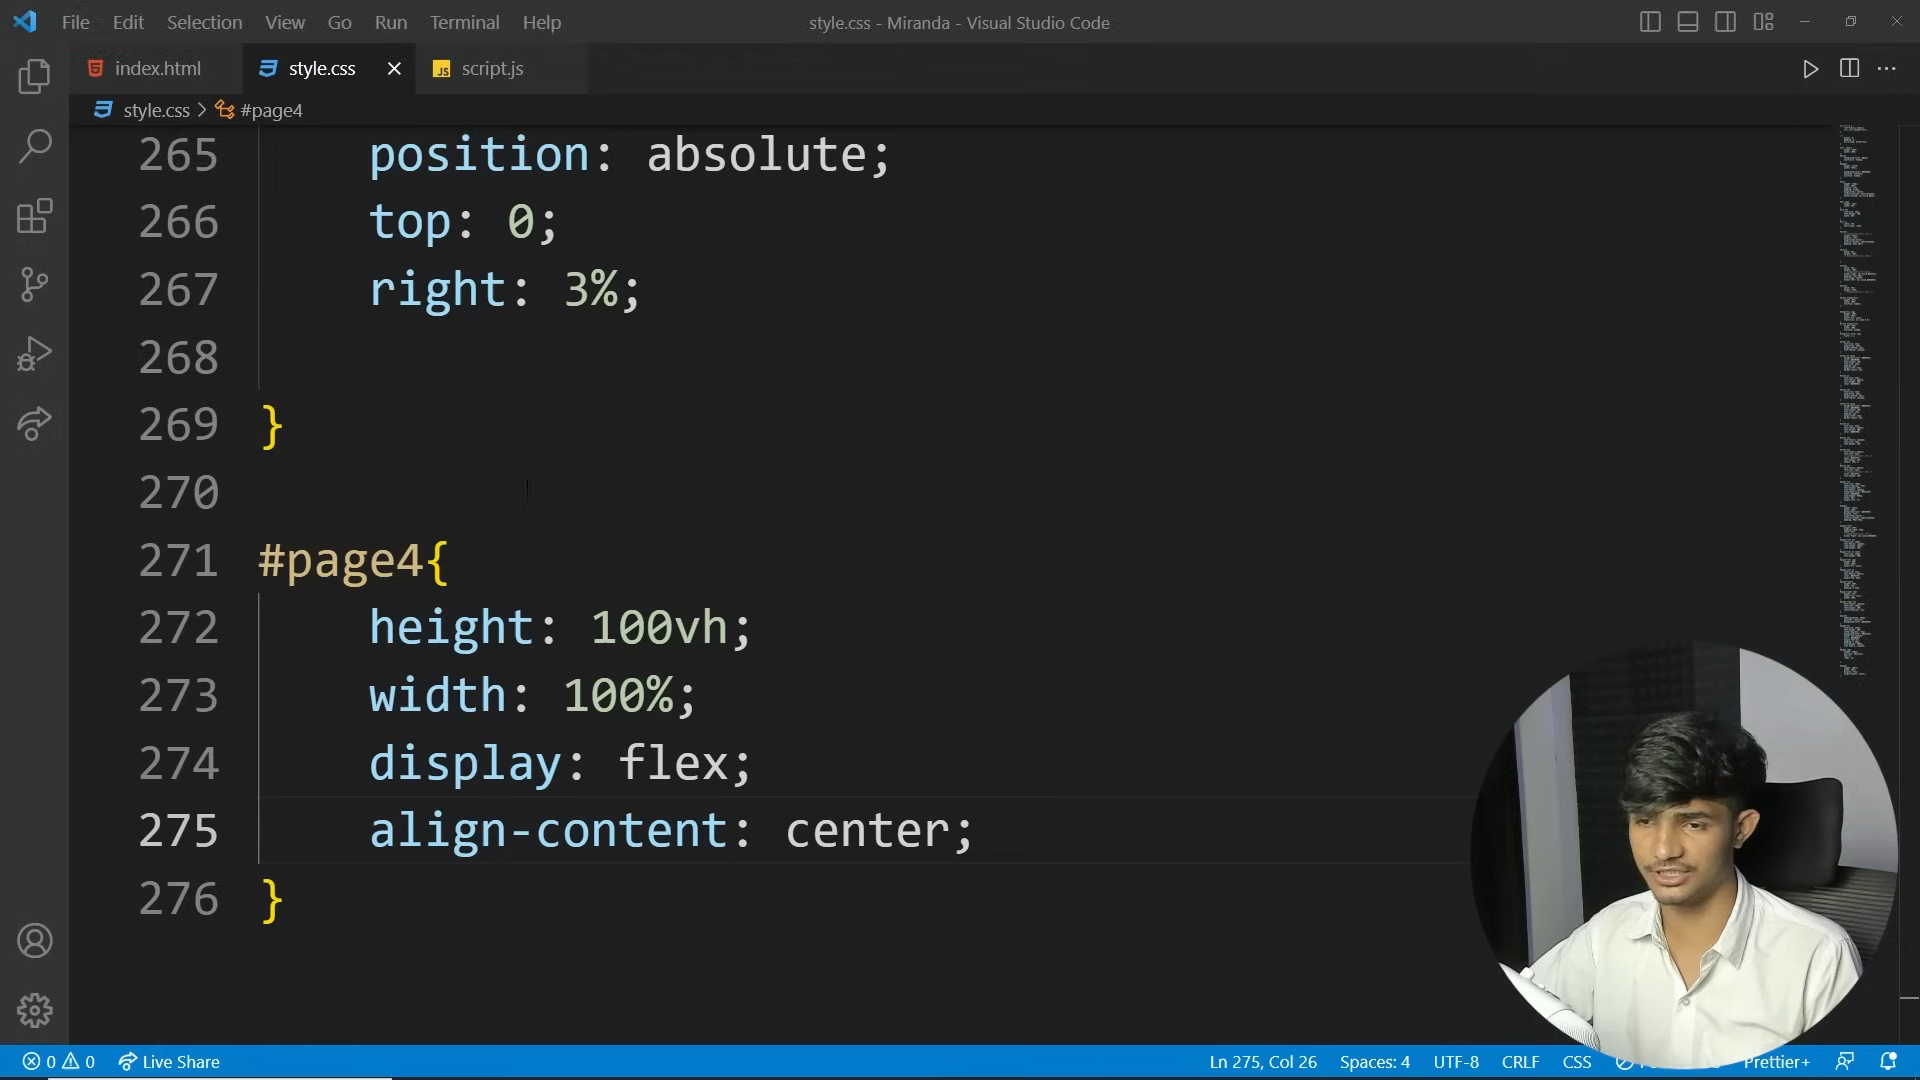 File Edit Selection View Go Run Terminal Help style.css - Miranda - Visual Studio Code
index.html style.css JS script.js
style.css > #page4
265 position: absolute;
266 top: 0;
267 right: 3%;
268
269 }
270
271 #page4{
272 height: 100vh;
273 width: 100%;
274 display: flex;
275 align-content: center;
276 }
0 0 Live Share Ln 275, Col 26 Spaces: 4 UTF-8 CRLF CSS Prettier+